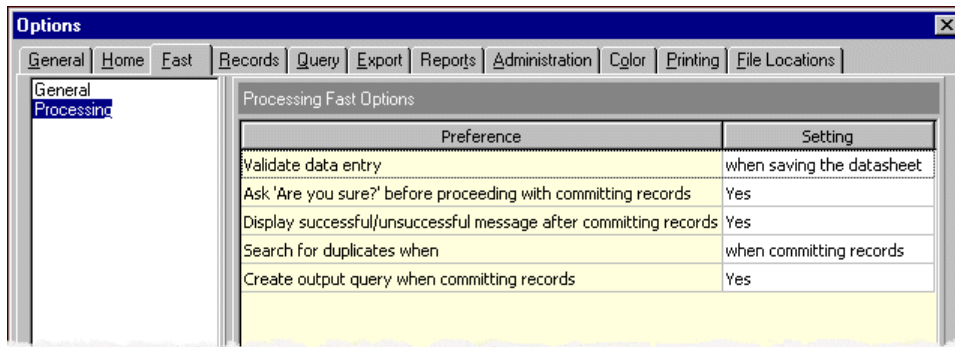 Options
General Home Fast Records Query Export Reports Administration Color Printing File Locations
General
Processing
Processing Fast Options
Preference Setting
Validate data entry when saving the datasheet
Ask 'Are you sure?' before proceeding with committing records Yes
Display successful/unsuccessful message after committing records Yes
Search for duplicates when when committing records
Create output query when committing records Yes